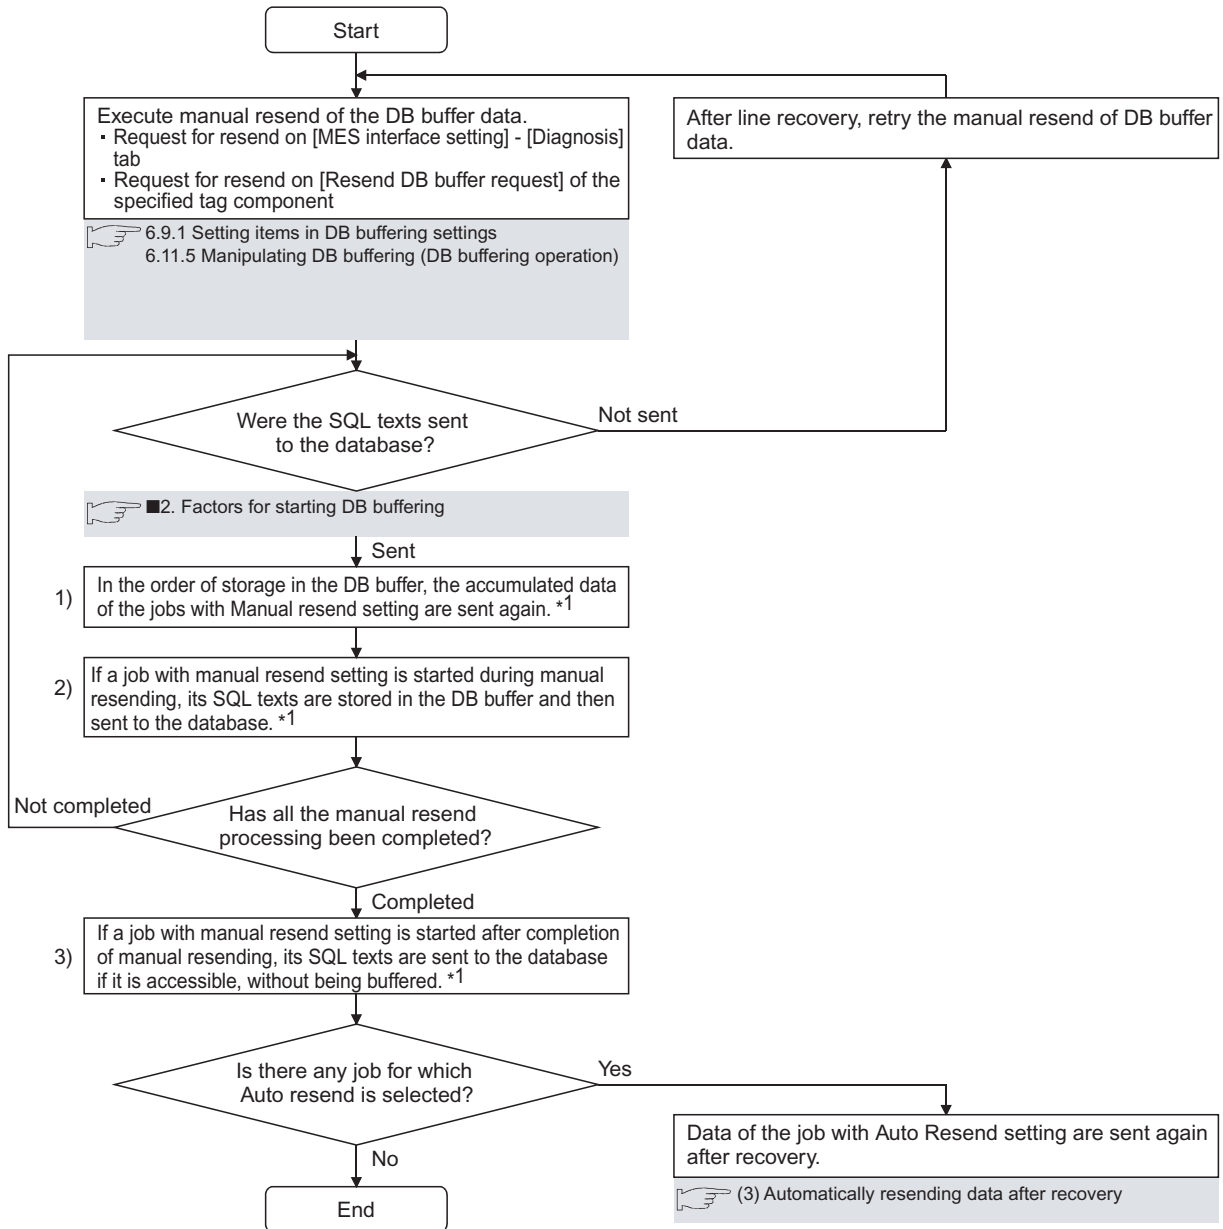 Start
Execute manual resend of the DB buffer data.
· Request for resend on [MES interface setting] - [Diagnosis]
tab
· Request for resend on [Resend DB buffer request] of the
specified tag component
After line recovery, retry the manual resend of DB buffer
data.
6.9.1 Setting items in DB buffering settings
6.11.5 Manipulating DB buffering (DB buffering operation)
Were the SQL texts sent
to the database?
Not sent
■2. Factors for starting DB buffering
Sent
1)
In the order of storage in the DB buffer, the accumulated data
of the jobs with Manual resend setting are sent again. *1
2)
If a job with manual resend setting is started during manual
resending, its SQL texts are stored in the DB buffer and then
sent to the database. *1
Not completed
Has all the manual resend
processing been completed?
Completed
3)
If a job with manual resend setting is started after completion
of manual resending, its SQL texts are sent to the database
if it is accessible, without being buffered. *1
Is there any job for which
Auto resend is selected?
Yes
Data of the job with Auto Resend setting are sent again
after recovery.
(3) Automatically resending data after recovery
No
End